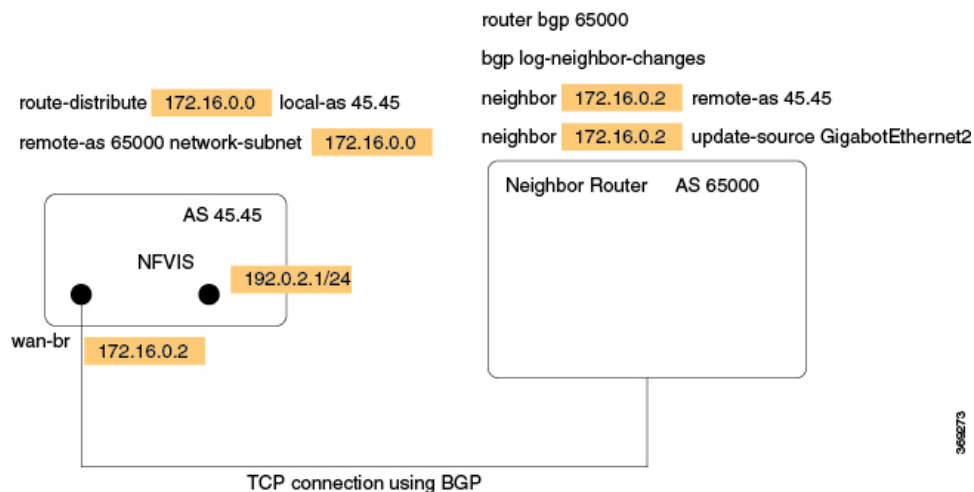 router bgp 65000
bgp log-neighbor-changes
route-distribute 172.16.0.0 local-as 45.45
remote-as 65000 network-subnet 172.16.0.0
neighbor 172.16.0.2 remote-as 45.45
neighbor 172.16.0.2 update-source GigabotEthernet2
AS 45.45
NFVIS
192.0.2.1/24
wan-br
172.16.0.2
Neighbor Router AS 65000
TCP connection using BGP
369273